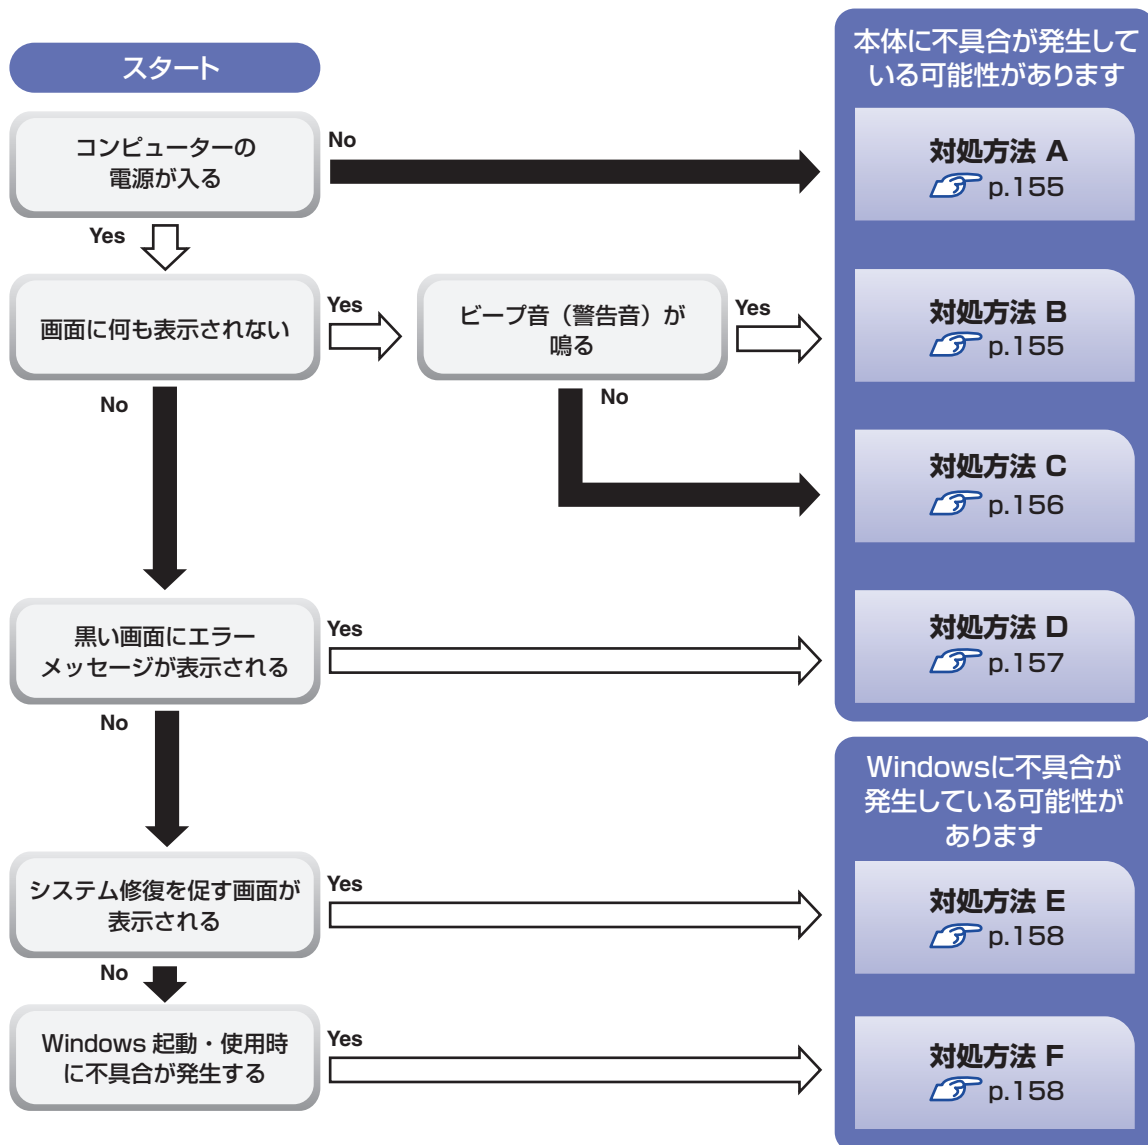 スタート
コンピューターの
電源が入る
No
Yes
画面に何も表示されない
Yes
ビープ音（警告音）が
鳴る
Yes
No
No
黒い画面にエラー
メッセージが表示される
Yes
No
システム修復を促す画面が
表示される
Yes
No
Windows 起動・使用時
に不具合が発生する
Yes
本体に不具合が発生して
いる可能性があります
対処方法 A
p.155
対処方法 B
p.155
対処方法 C
p.156
対処方法 D
p.157
Windowsに不具合が
発生している可能性が
あります
対処方法 E
p.158
対処方法 F
p.158